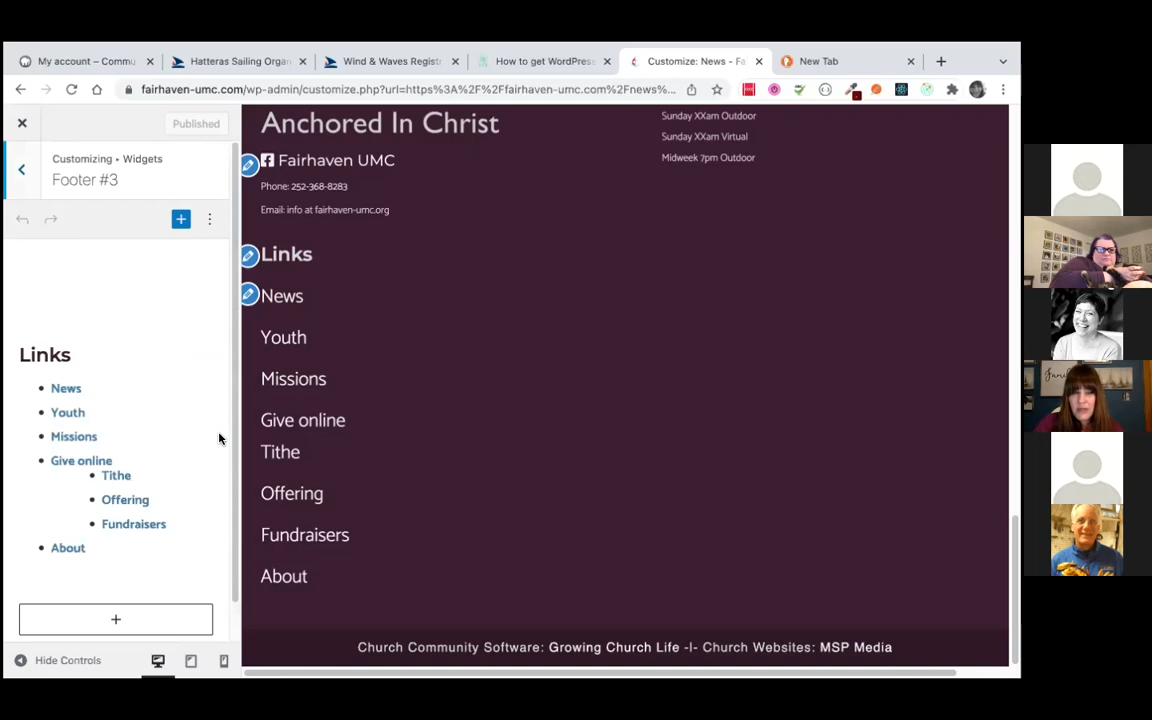 My account – Commu
Hatteras Sailing Organ
Wind & Waves Registr
How to get WordPress
Customize: News - Fa
New Tab
fairhaven-umc.com/wp-admin/customize.php?url=https%3A%2F%2Ffairhaven-umc.com%2Fnews%...
Published
Customizing • Widgets
Footer #3
Links
News
Youth
Missions
Give online
Tithe
Offering
Fundraisers
About
+
Hide Controls
Anchored In Christ
Fairhaven UMC
Phone: 252-368-8283
Email: info at fairhaven-umc.org
Sunday XXam Outdoor
Sunday XXam Virtual
Midweek 7pm Outdoor
Links
News
Youth
Missions
Give online
Tithe
Offering
Fundraisers
About
Church Community Software: Growing Church Life -|- Church Websites: MSP Media